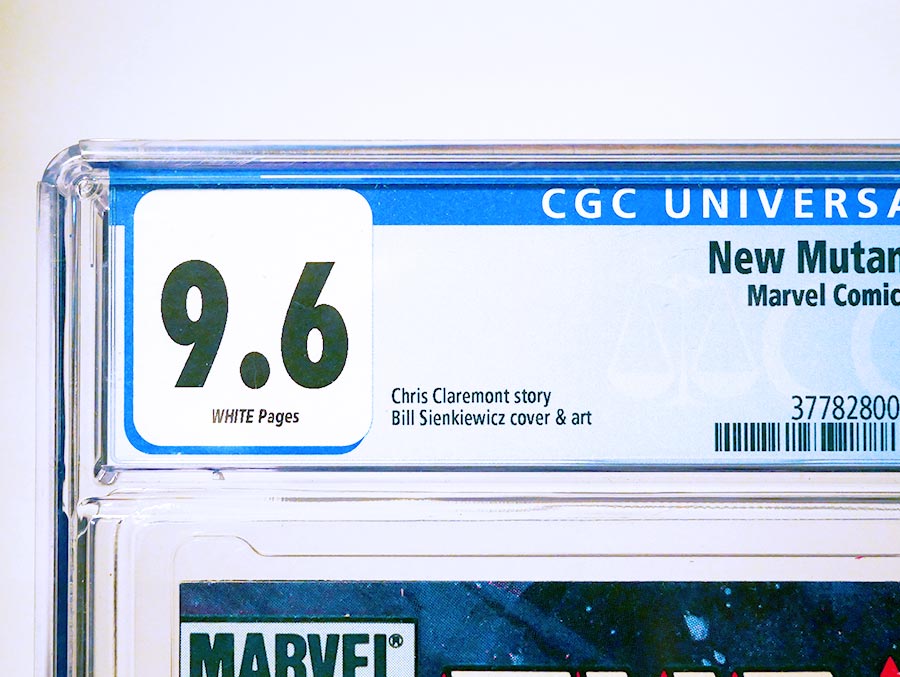 CGC UNIVERSA
9.6
New Mutan
Marvel Comic
WHITE Pages
Chris Claremont story
Bill Sienkiewicz cover & art
37782800
MARVEL®